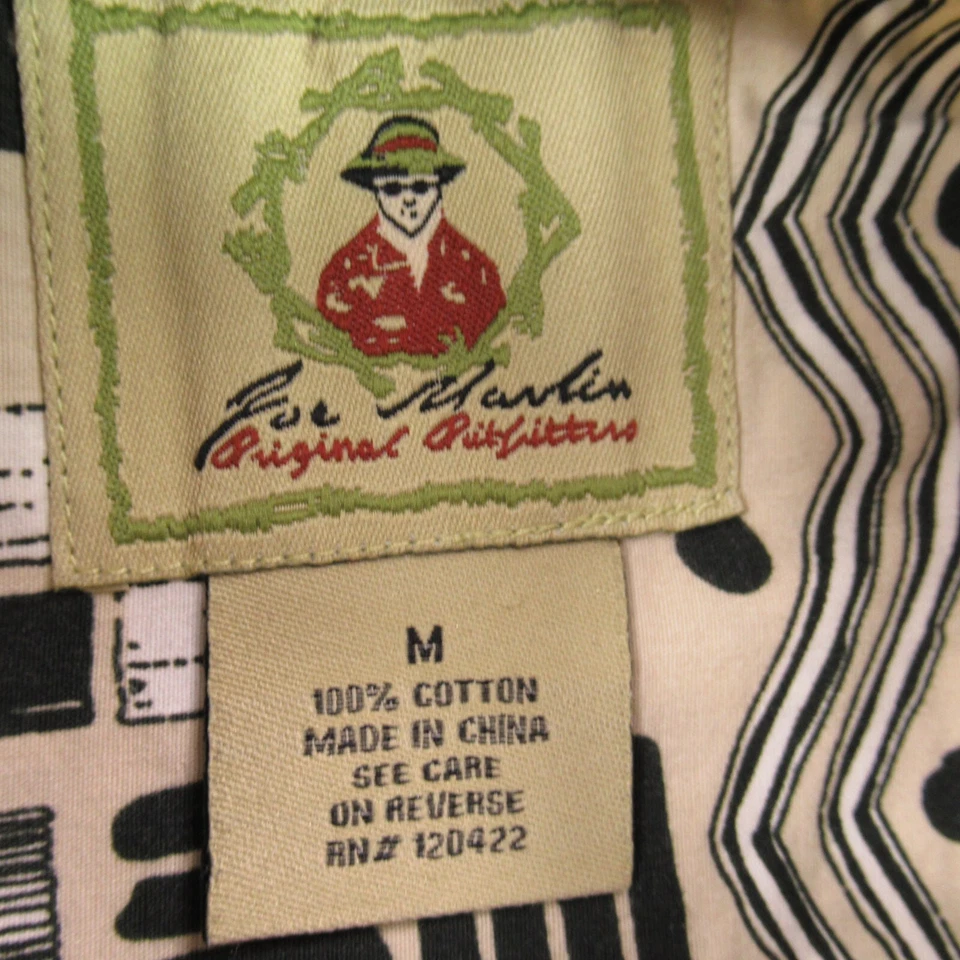 Joe Marlin
Original Outfitters
M
100% COTTON
MADE IN CHINA
SEE CARE
ON REVERSE
RN# 120422